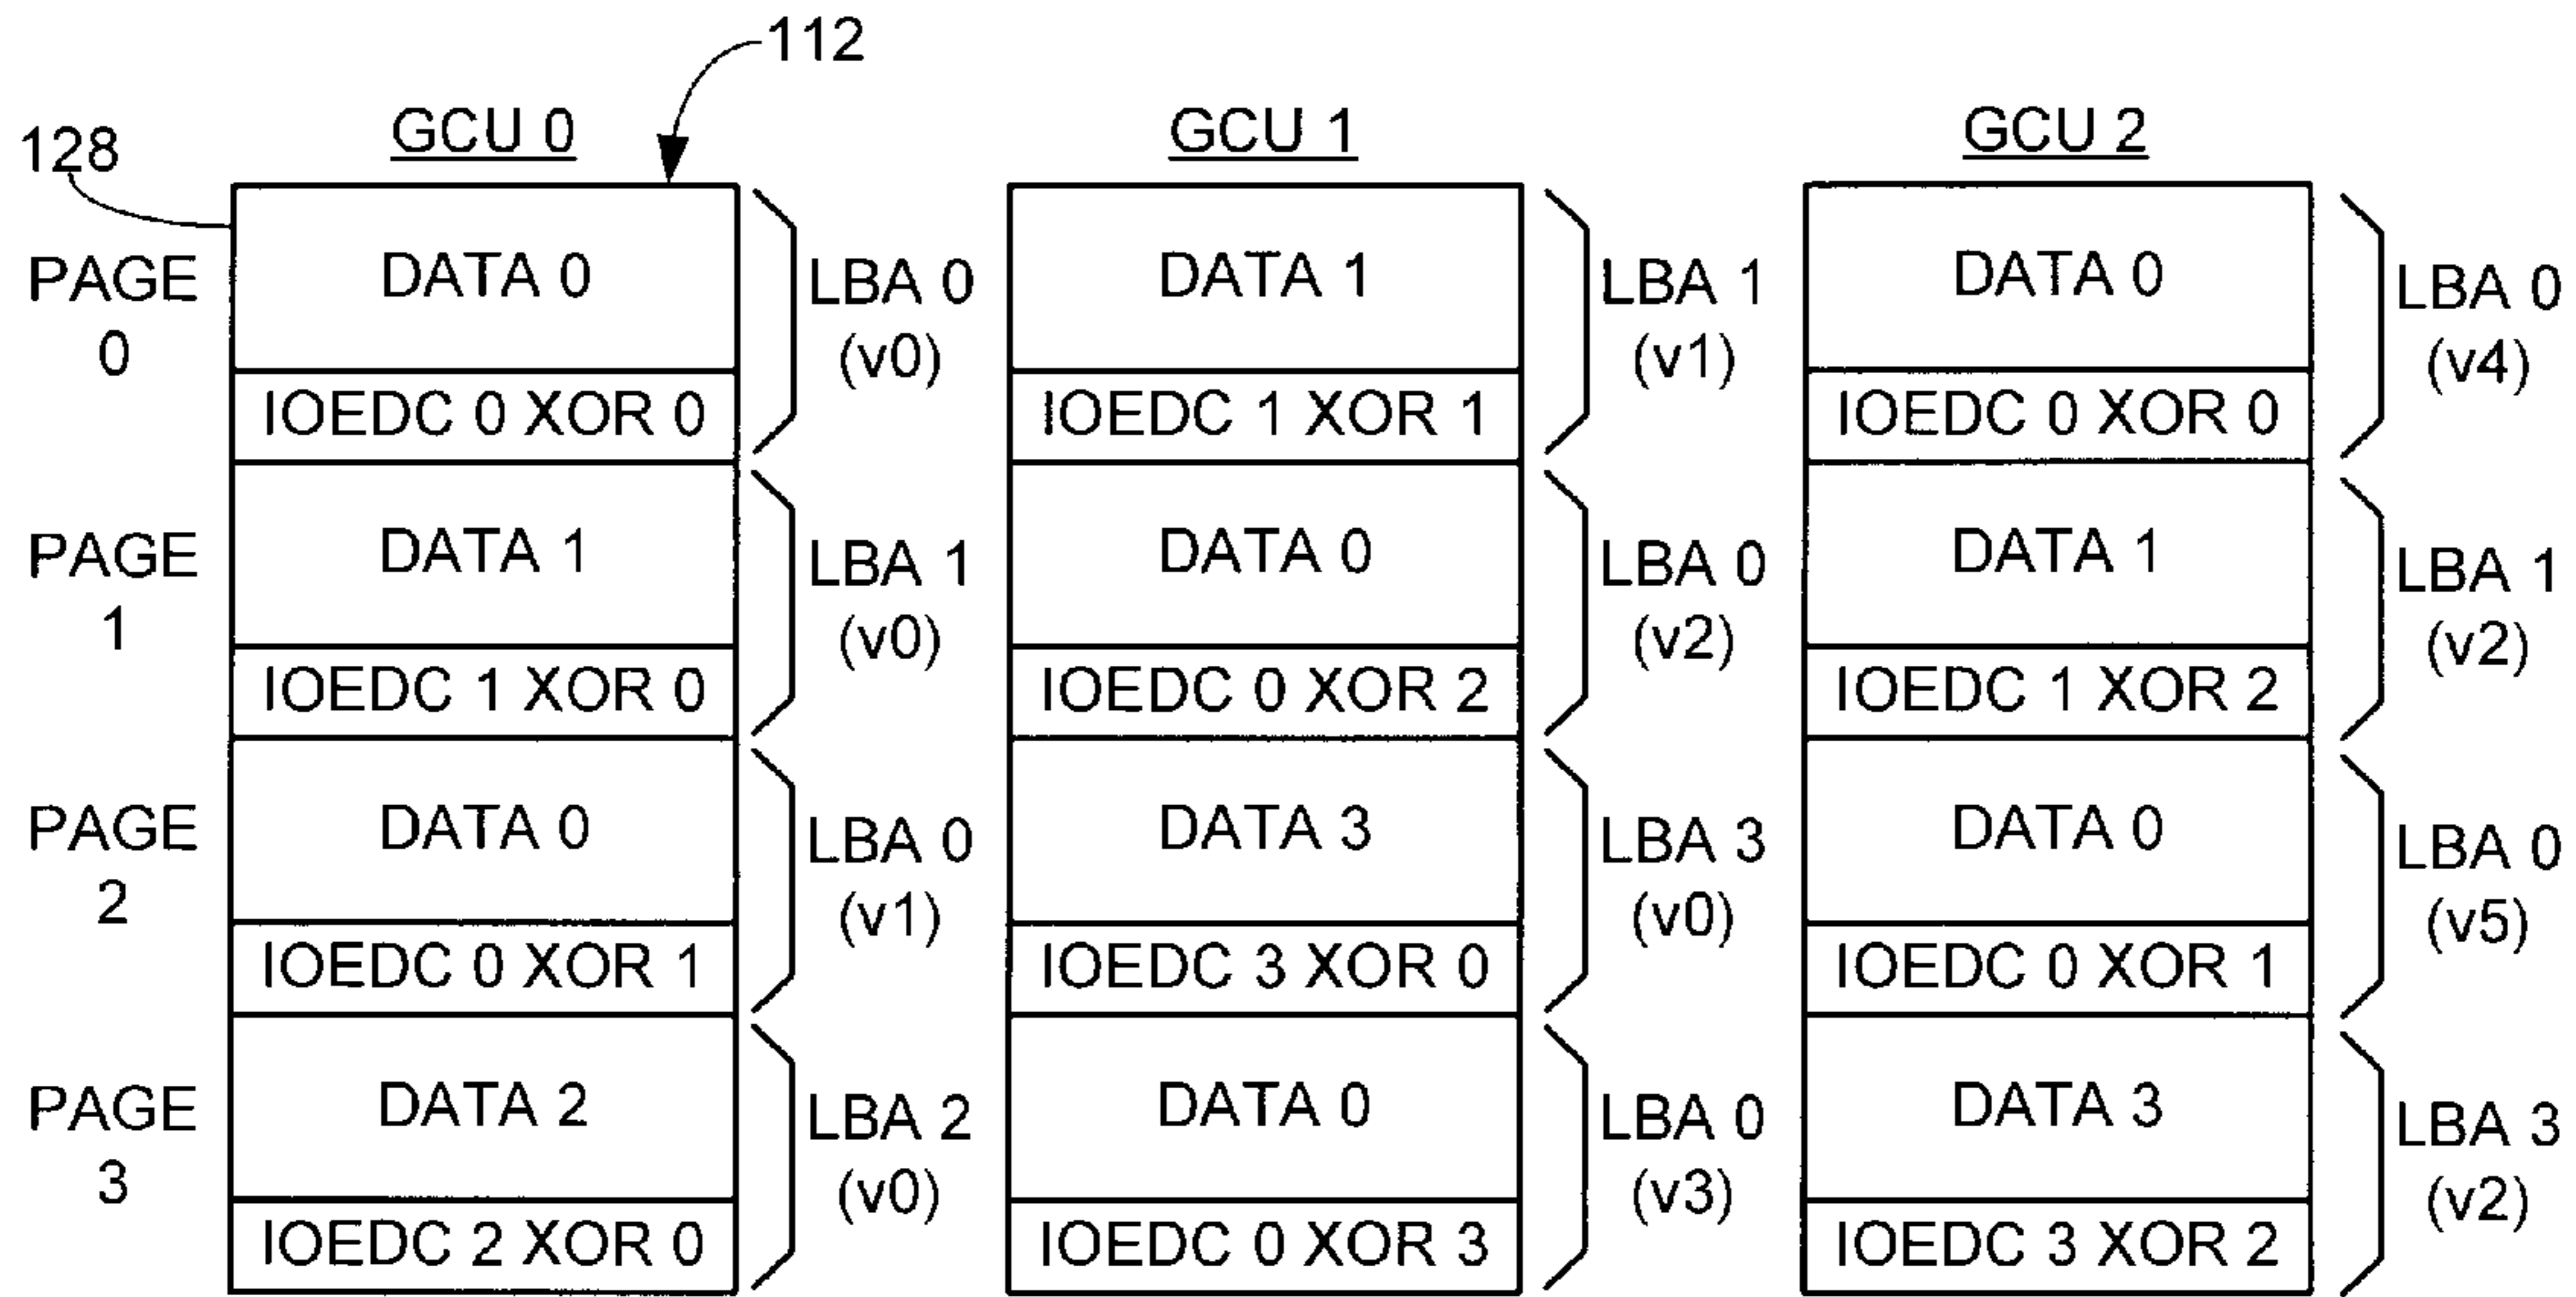 112
128
GCU 0
GCU 1
GCU 2
PAGE
0
DATA 0
IOEDC 0 XOR 0
LBA 0
(v0)
DATA 1
IOEDC 1 XOR 1
LBA 1
(v1)
DATA 0
IOEDC 0 XOR 0
LBA 0
(v4)
PAGE
1
DATA 1
IOEDC 1 XOR 0
LBA 1
(v0)
DATA 0
IOEDC 0 XOR 2
LBA 0
(v2)
DATA 1
IOEDC 1 XOR 2
LBA 1
(v2)
PAGE
2
DATA 0
IOEDC 0 XOR 1
LBA 0
(v1)
DATA 3
IOEDC 3 XOR 0
LBA 3
(v0)
DATA 0
IOEDC 0 XOR 1
LBA 0
(v5)
PAGE
3
DATA 2
IOEDC 2 XOR 0
LBA 2
(v0)
DATA 0
IOEDC 0 XOR 3
LBA 0
(v3)
DATA 3
IOEDC 3 XOR 2
LBA 3
(v2)